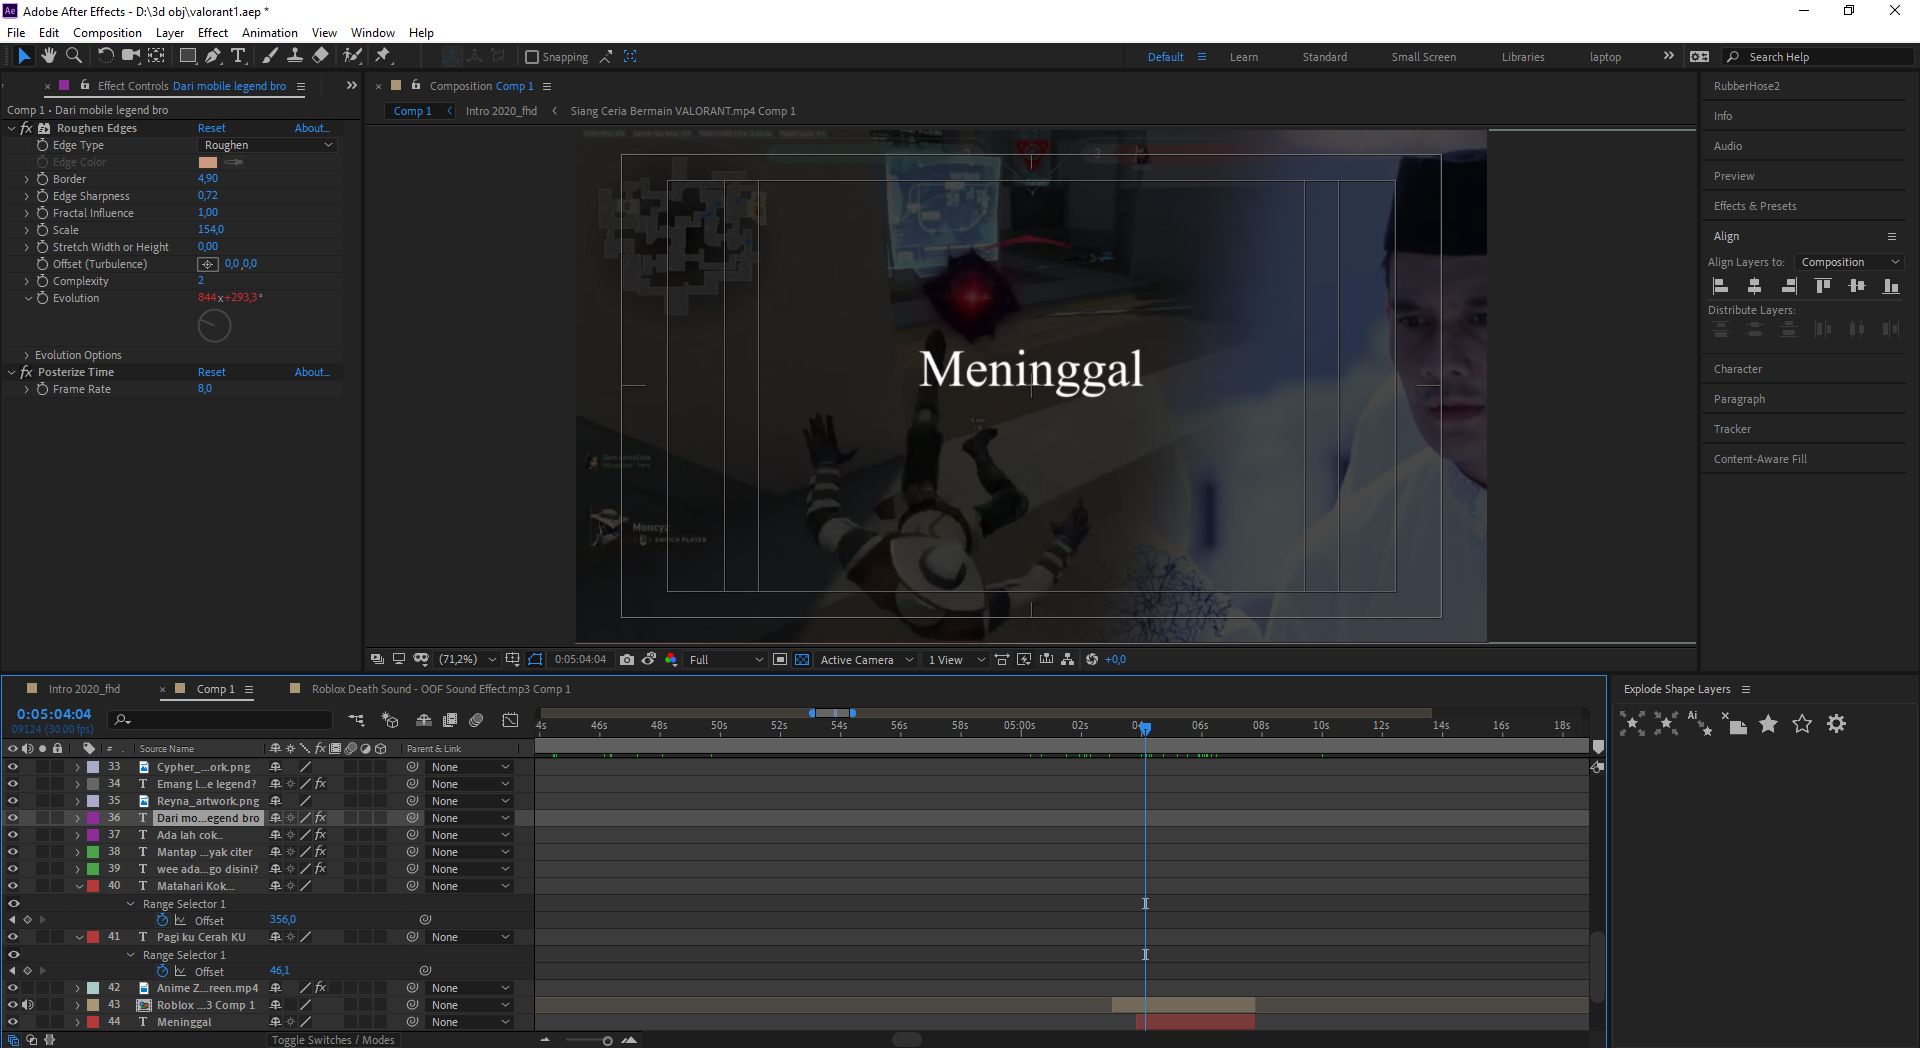 Adobe After Effects - D:\3d obj\valorant1.aep *
File Edit Composition Layer Effect Animation View Window Help
Snapping
Default Learn Standard Small Screen Libraries laptop Search Help
Effect Controls Dari mobile legend bro
Comp 1 • Dari mobile legend bro
Roughen Edges Reset About...
Edge Type Roughen
Edge Color
Border 4,90
Edge Sharpness 0,72
Fractal Influence 1,00
Scale 154,0
Stretch Width or Height 0,00
Offset (Turbulence) 0,0,0,0
Complexity 2
Evolution 844x+293,3°
Evolution Options
Posterize Time Reset About...
Frame Rate 8,0
Composition Comp 1
Comp 1 Intro 2020_fhd Siang Ceria Bermain VALORANT.mp4 Comp 1
3
Meninggal
Moncyz
SWITCH PLAYER
(71,2%) 0:05:04:04 Full Active Camera 1 View +0,0
RubberHose2
Info
Audio
Preview
Effects & Presets
Align
Align Layers to: Composition
Distribute Layers:
Character
Paragraph
Tracker
Content-Aware Fill
Intro 2020_fhd Comp 1 Roblox Death Sound - OOF Sound Effect.mp3 Comp 1
0:05:04:04
09124 (30.00 fps)
4s 46s 48s 50s 52s 54s 56s 58s 05:00s 02s 04s 06s 08s 10s 12s 14s 16s 18s
# Source Name Parent & Link
33 Cypher_...ork.png None
34 Emang l...e legend? None
35 Reyna_artwork.png None
36 Dari mo...egend bro None
37 Ada lah cok.. None
38 Mantap ...yak citer None
39 wee ada...go disini? None
40 Matahari Kok... None
Range Selector 1
Offset 356,0
41 Pagi ku Cerah KU None
Range Selector 1
Offset 46,1
42 Anime Z...reen.mp4 None
43 Roblox ...3 Comp 1 None
44 Meninggal None
Toggle Switches / Modes
Explode Shape Layers
Ai